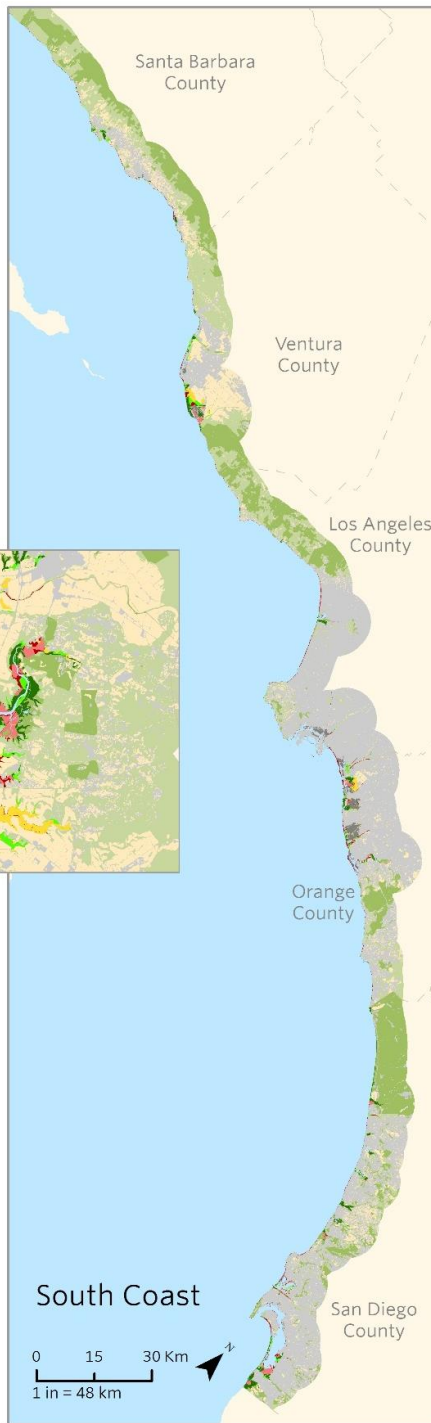 Santa Barbara
County
Ventura
County
Los Angeles
County
Orange
County
South Coast
San Diego
County
0 15 30 Km
1 in = 48 km
N